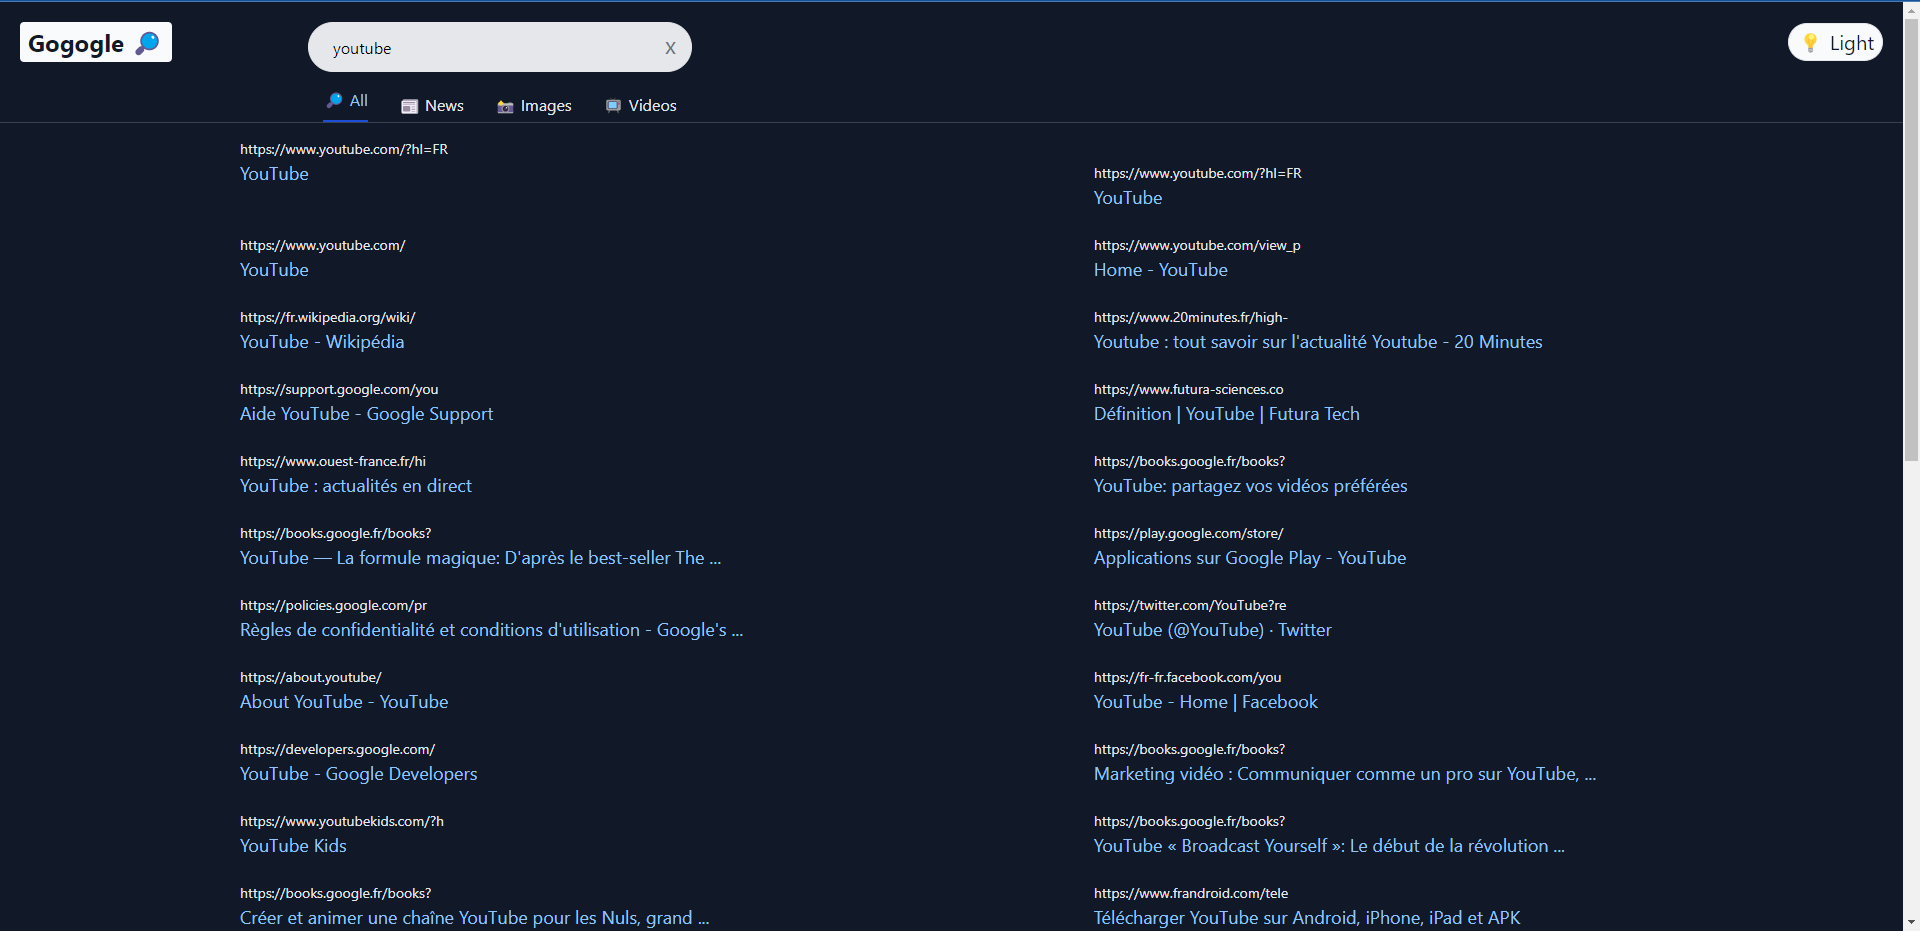 Gogogle
youtube
X
Light
All
News
Images
Videos
https://www.youtube.com/?hl=FR
YouTube
https://www.youtube.com/?hl=FR
YouTube
https://www.youtube.com/
YouTube
https://www.youtube.com/view_p
Home - YouTube
https://fr.wikipedia.org/wiki/
YouTube - Wikipédia
https://www.20minutes.fr/high-
Youtube : tout savoir sur l'actualité Youtube - 20 Minutes
https://support.google.com/you
Aide YouTube - Google Support
https://www.futura-sciences.co
Définition | YouTube | Futura Tech
https://www.ouest-france.fr/hi
YouTube : actualités en direct
https://books.google.fr/books?
YouTube: partagez vos vidéos préférées
https://books.google.fr/books?
YouTube — La formule magique: D'après le best-seller The ...
https://play.google.com/store/
Applications sur Google Play - YouTube
https://policies.google.com/pr
Règles de confidentialité et conditions d'utilisation - Google's ...
https://twitter.com/YouTube?re
YouTube (@YouTube) · Twitter
https://about.youtube/
About YouTube - YouTube
https://fr-fr.facebook.com/you
YouTube - Home | Facebook
https://developers.google.com/
YouTube - Google Developers
https://books.google.fr/books?
Marketing vidéo : Communiquer comme un pro sur YouTube, ...
https://www.youtubekids.com/?h
YouTube Kids
https://books.google.fr/books?
YouTube « Broadcast Yourself »: Le début de la révolution ...
https://books.google.fr/books?
Créer et animer une chaîne YouTube pour les Nuls, grand ...
https://www.frandroid.com/tele
Télécharger YouTube sur Android, iPhone, iPad et APK